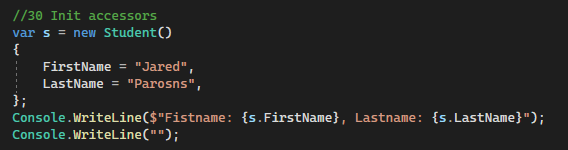 //30 Init accessors
var s = new Student()
{
    FirstName = "Jared",
    LastName = "Parosns",
};
Console.WriteLine($"Fistname: {s.FirstName}, Lastname: {s.LastName}");
Console.WriteLine("");